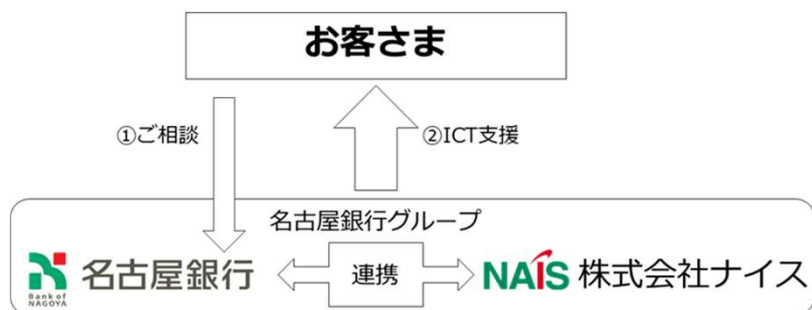 お客さま
①ご相談
②ICT支援
名古屋銀行グループ
Bank of
NAGOYA
名古屋銀行
連携
NAIS 株式会社ナイス